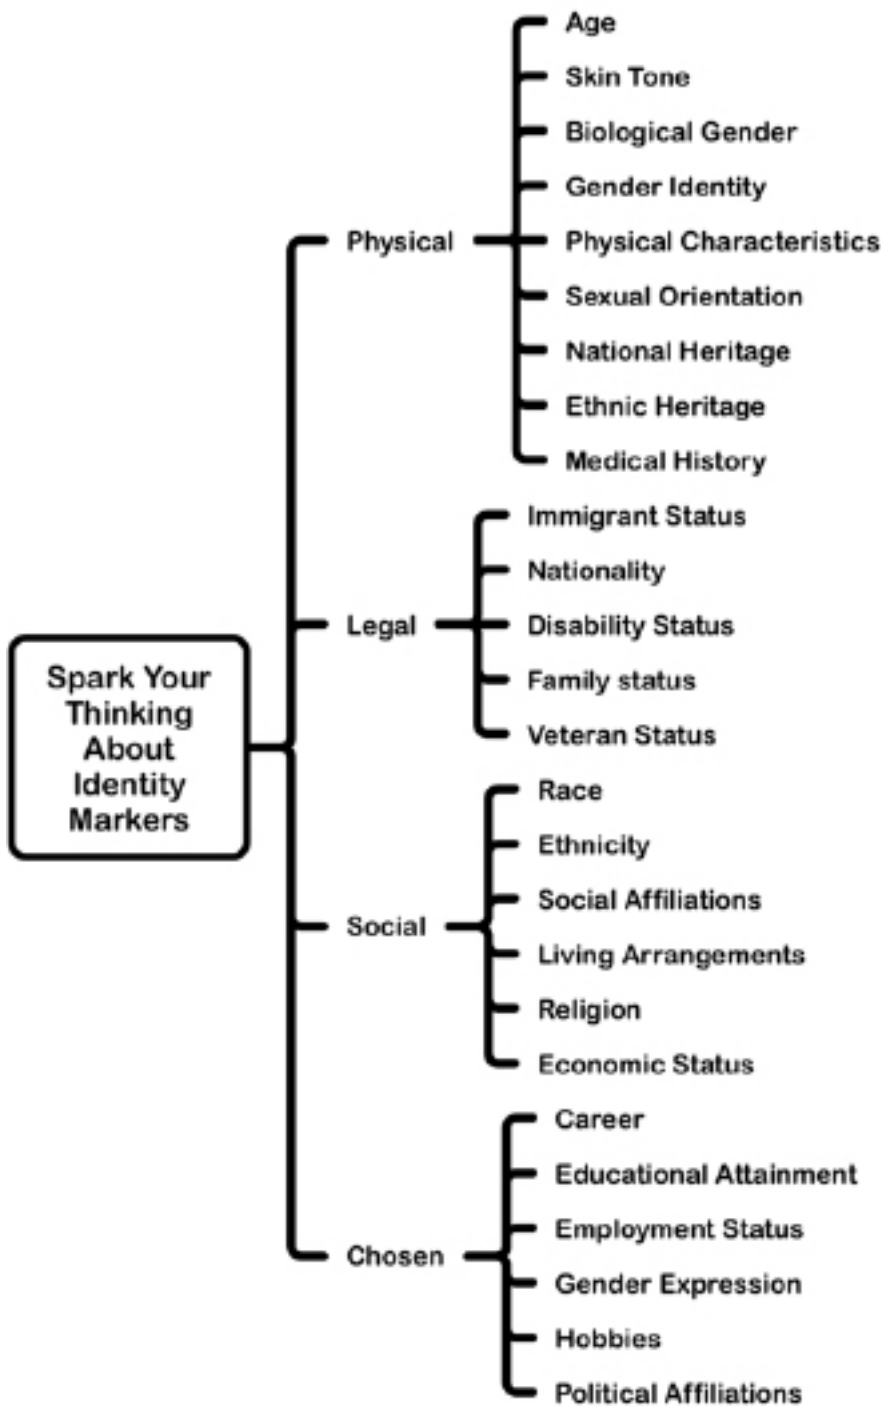 Spark Your
Thinking
About
Identity
Markers
Physical
Age
Skin Tone
Biological Gender
Gender Identity
Physical Characteristics
Sexual Orientation
National Heritage
Ethnic Heritage
Medical History
Legal
Immigrant Status
Nationality
Disability Status
Family status
Veteran Status
Social
Race
Ethnicity
Social Affiliations
Living Arrangements
Religion
Economic Status
Chosen
Career
Educational Attainment
Employment Status
Gender Expression
Hobbies
Political Affiliations